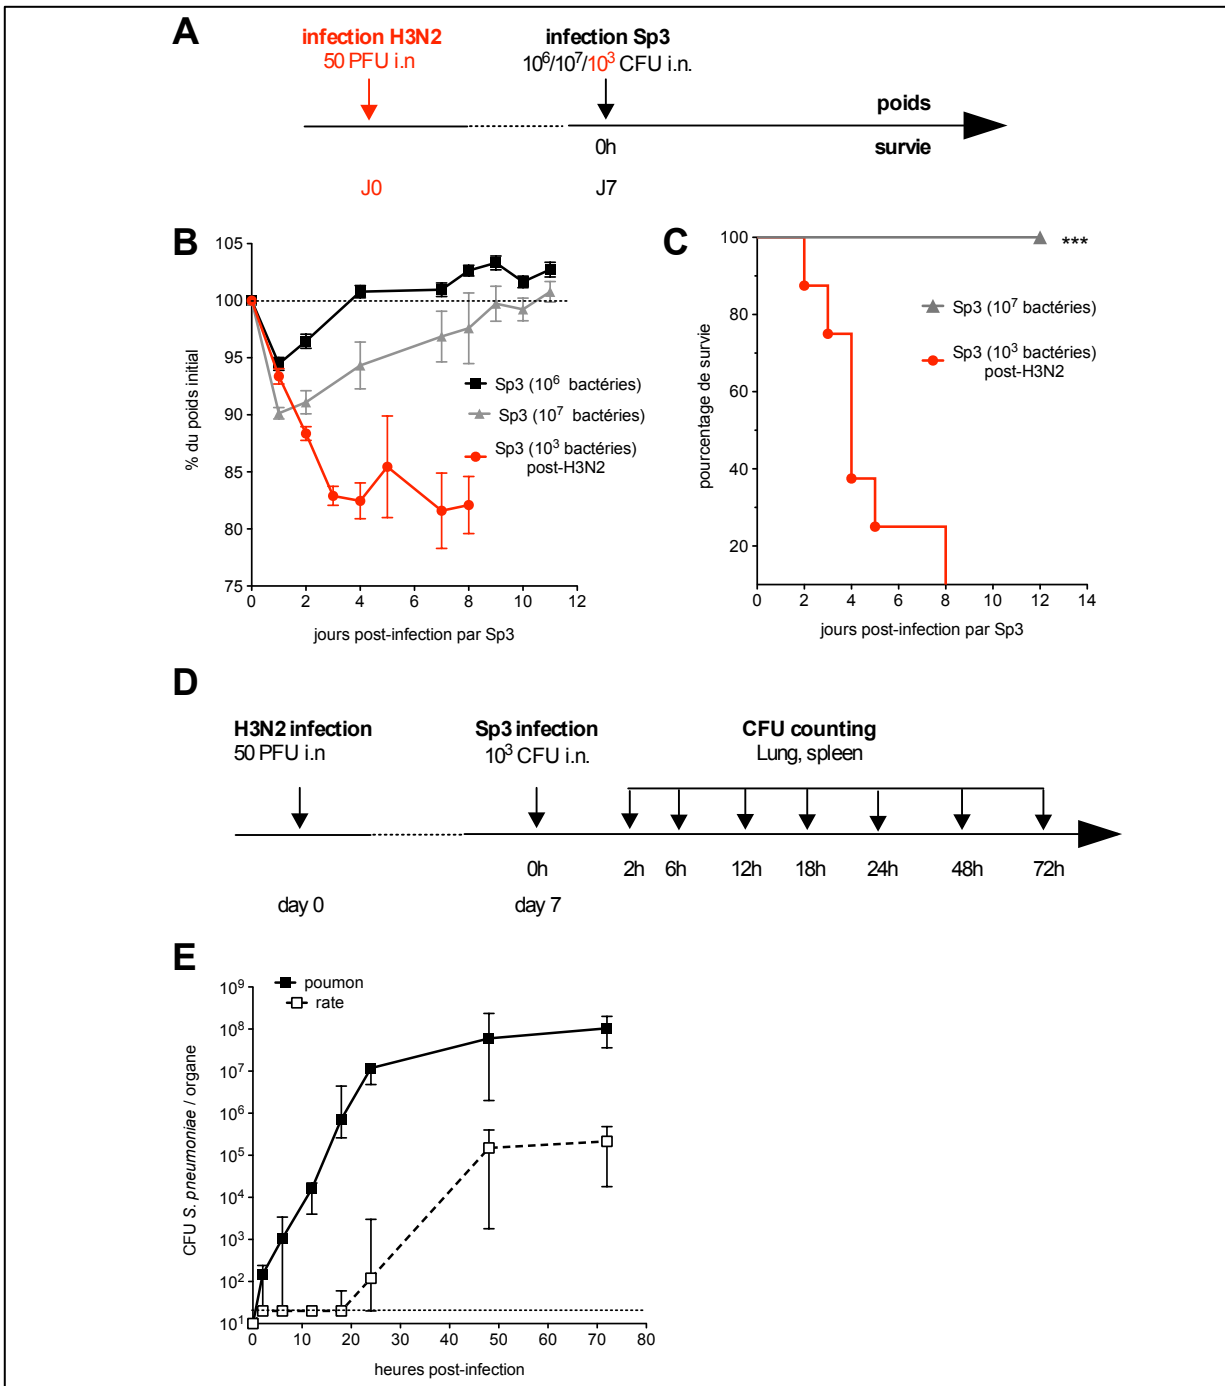 A
infection H3N2
50 PFU i.n
infection Sp3
10⁶/10⁷/10³ CFU i.n.
poids
0h
survie
J0
J7
B
105
100
95
90
85
80
75
% du poids initial
0 2 4 6 8 10 12
jours post-infection par Sp3
Sp3 (10⁶ bactéries)
Sp3 (10⁷ bactéries)
Sp3 (10³ bactéries)
post-H3N2
C
100
80
60
40
20
pourcentage de survie
0 2 4 6 8 10 12 14
jours post-infection par Sp3
***
Sp3 (10⁷ bactéries)
Sp3 (10³ bactéries)
post-H3N2
D
H3N2 infection
50 PFU i.n
Sp3 infection
10³ CFU i.n.
CFU counting
Lung, spleen
0h 2h 6h 12h 18h 24h 48h 72h
day 0
day 7
E
poumon
rate
10⁹
10⁸
10⁷
10⁶
10⁵
10⁴
10³
10²
10¹
CFU S. pneumoniae / organe
0 10 20 30 40 50 60 70 80
heures post-infection